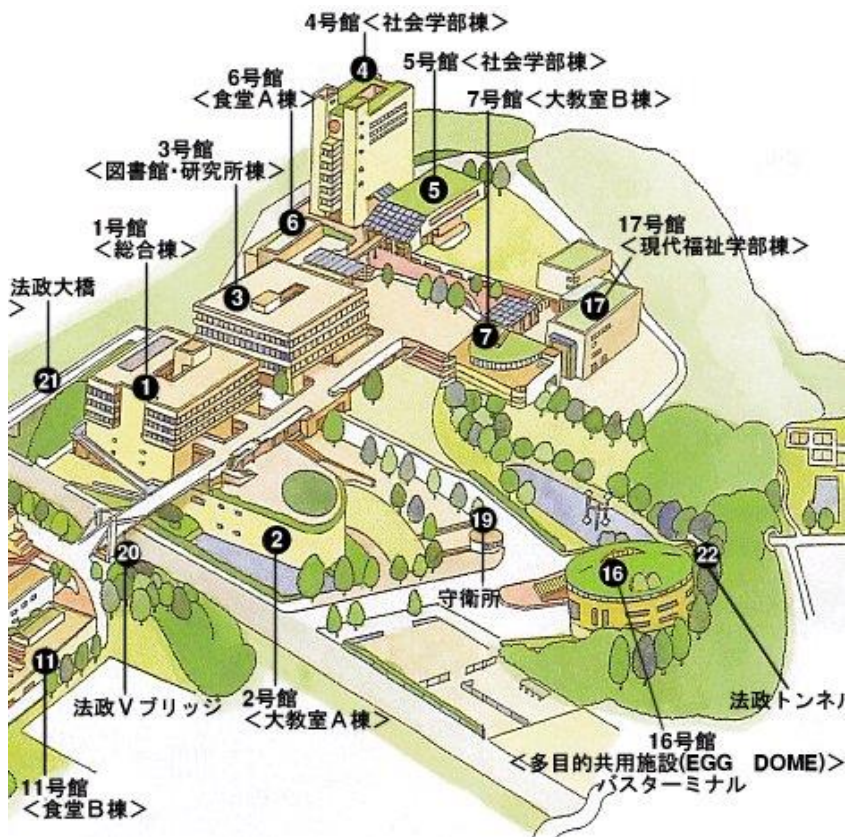 4号館<社会学部棟>
5号館<社会学部棟>
6号館
<食堂A棟>
7号館<大教室B棟>
3号館
<図書館・研究所棟>
1号館
<総合棟>
17号館
<現代福祉学部棟>
法政大橋
>
4
5
6
3
17
7
21
1
2
19
20
16
22
守衛所
11
法政Vブリッジ
2号館
<大教室A棟>
法政トンネル
16号館
<多目的共用施設(EGG DOME)>
バスターミナル
11号館
<食堂B棟>